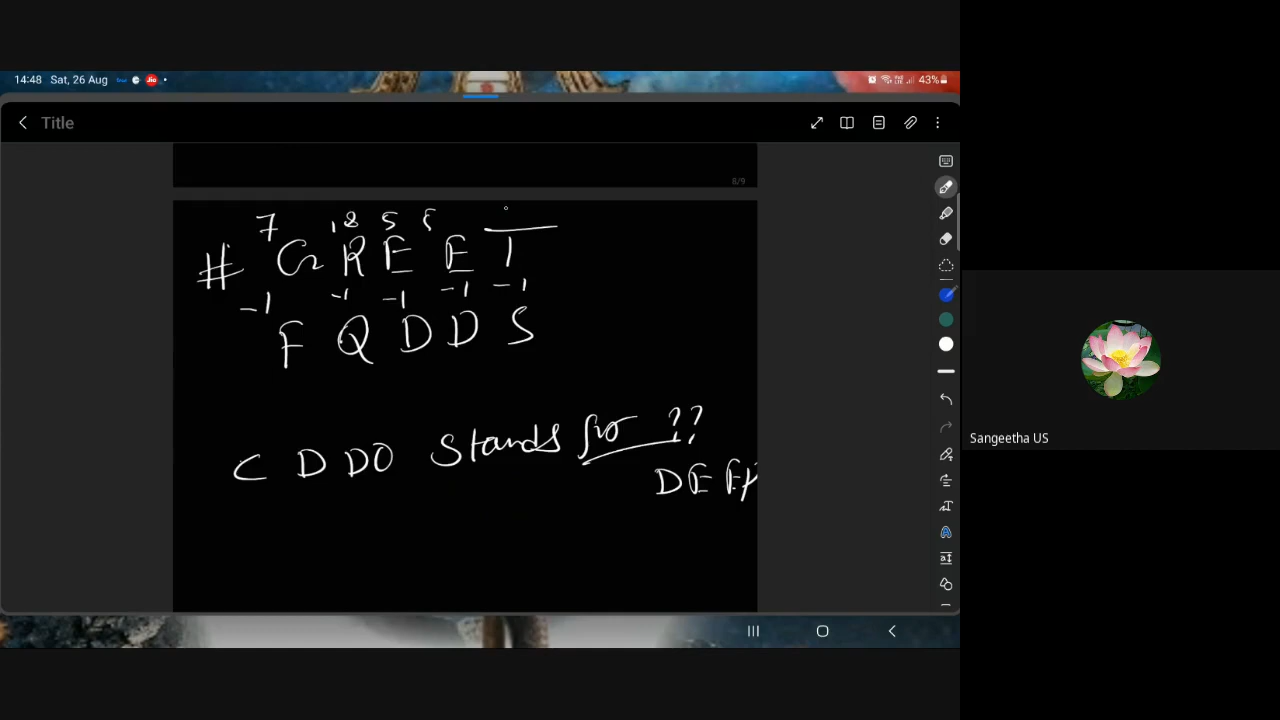 14:48 Sat, 26 Aug
43%
Title
8/9
7 18 5 5
# G R E E T
-1 -1 -1 -1 -1
F Q D D S
C D D O Stands for ??
D E E P
Sangeetha US